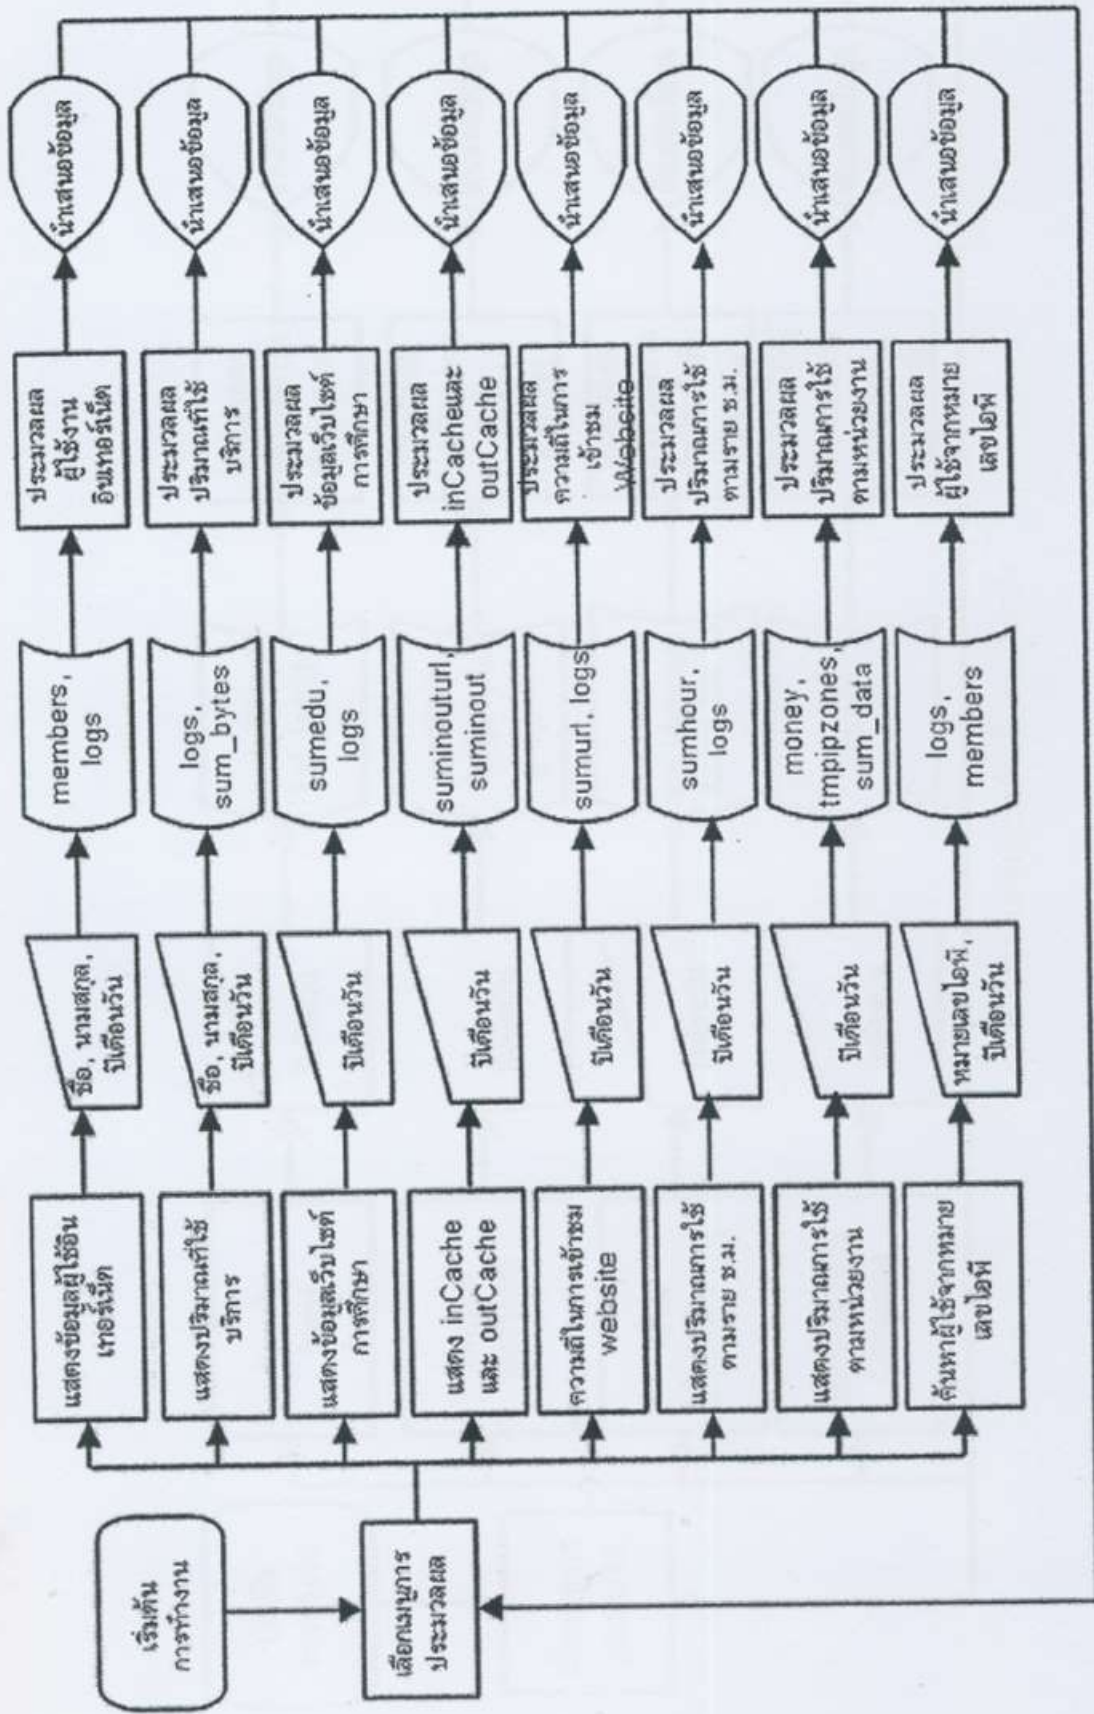 เริ่มต้น
การทำงาน
เลือกเมนูการ
ประมวลผล
แสดงข้อมูลผู้ใช้อิน
เทอร์เน็ต
ชื่อ, นามสกุล,
ปีเดือนวัน
members,
logs
ประมวลผล
ผู้ใช้งาน
อินเทอร์เน็ต
นำเสนอข้อมูล
แสดงปริมาณที่ใช้
บริการ
ชื่อ, นามสกุล,
ปีเดือนวัน
logs,
sum_bytes
ประมวลผล
ปริมาณที่ใช้
บริการ
นำเสนอข้อมูล
แสดงข้อมูลเว็บไซต์
การศึกษา
ปีเดือนวัน
sumedu,
logs
ประมวลผล
ข้อมูลเว็บไซต์
การศึกษา
นำเสนอข้อมูล
แสดง inCache
และ outCache
ปีเดือนวัน
suminouturl,
suminout
ประมวลผล
inCacheและ
outCache
นำเสนอข้อมูล
ความถี่ในการเข้าชม
website
ปีเดือนวัน
sumurl, logs
ประมวลผล
ความถี่ในการ
เข้าชม
Website
นำเสนอข้อมูล
แสดงปริมาณการใช้
ตามราย ช.ม.
ปีเดือนวัน
sumhour,
logs
ประมวลผล
ปริมาณการใช้
ตามราย ช.ม.
นำเสนอข้อมูล
แสดงปริมาณการใช้
ตามหน่วยงาน
ปีเดือนวัน
money,
tmpipzones,
sum_data
ประมวลผล
ปริมาณการใช้
ตามหน่วยงาน
นำเสนอข้อมูล
ค้นหาผู้ใช้จากหมาย
เลขไอพี
หมายเลขไอพี,
ปีเดือนวัน
logs,
members
ประมวลผล
ผู้ใช้จากหมาย
เลขไอพี
นำเสนอข้อมูล